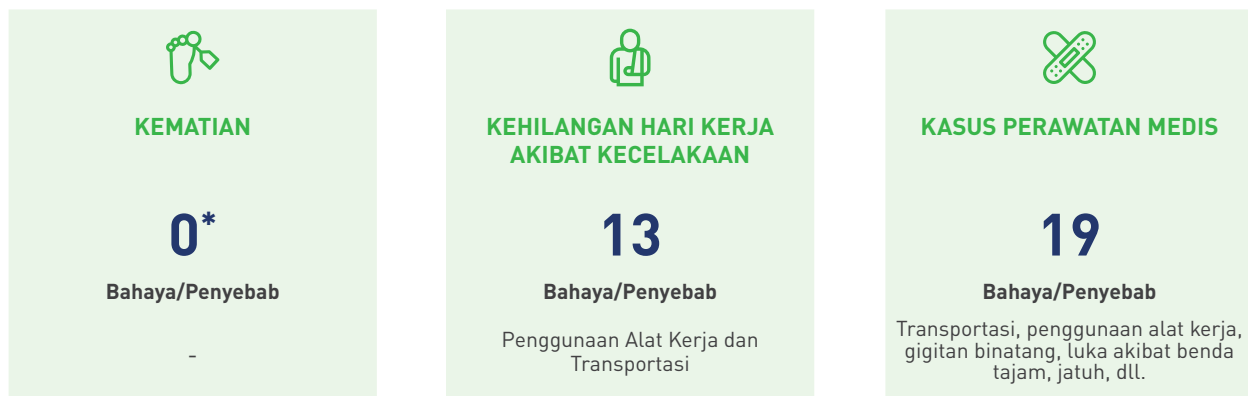 KEMATIAN
0*
Bahaya/Penyebab
-
KEHILANGAN HARI KERJA
AKIBAT KECELAKAAN
13
Bahaya/Penyebab
Penggunaan Alat Kerja dan
Transportasi
KASUS PERAWATAN MEDIS
19
Bahaya/Penyebab
Transportasi, penggunaan alat kerja,
gigitan binatang, luka akibat benda
tajam, jatuh, dll.